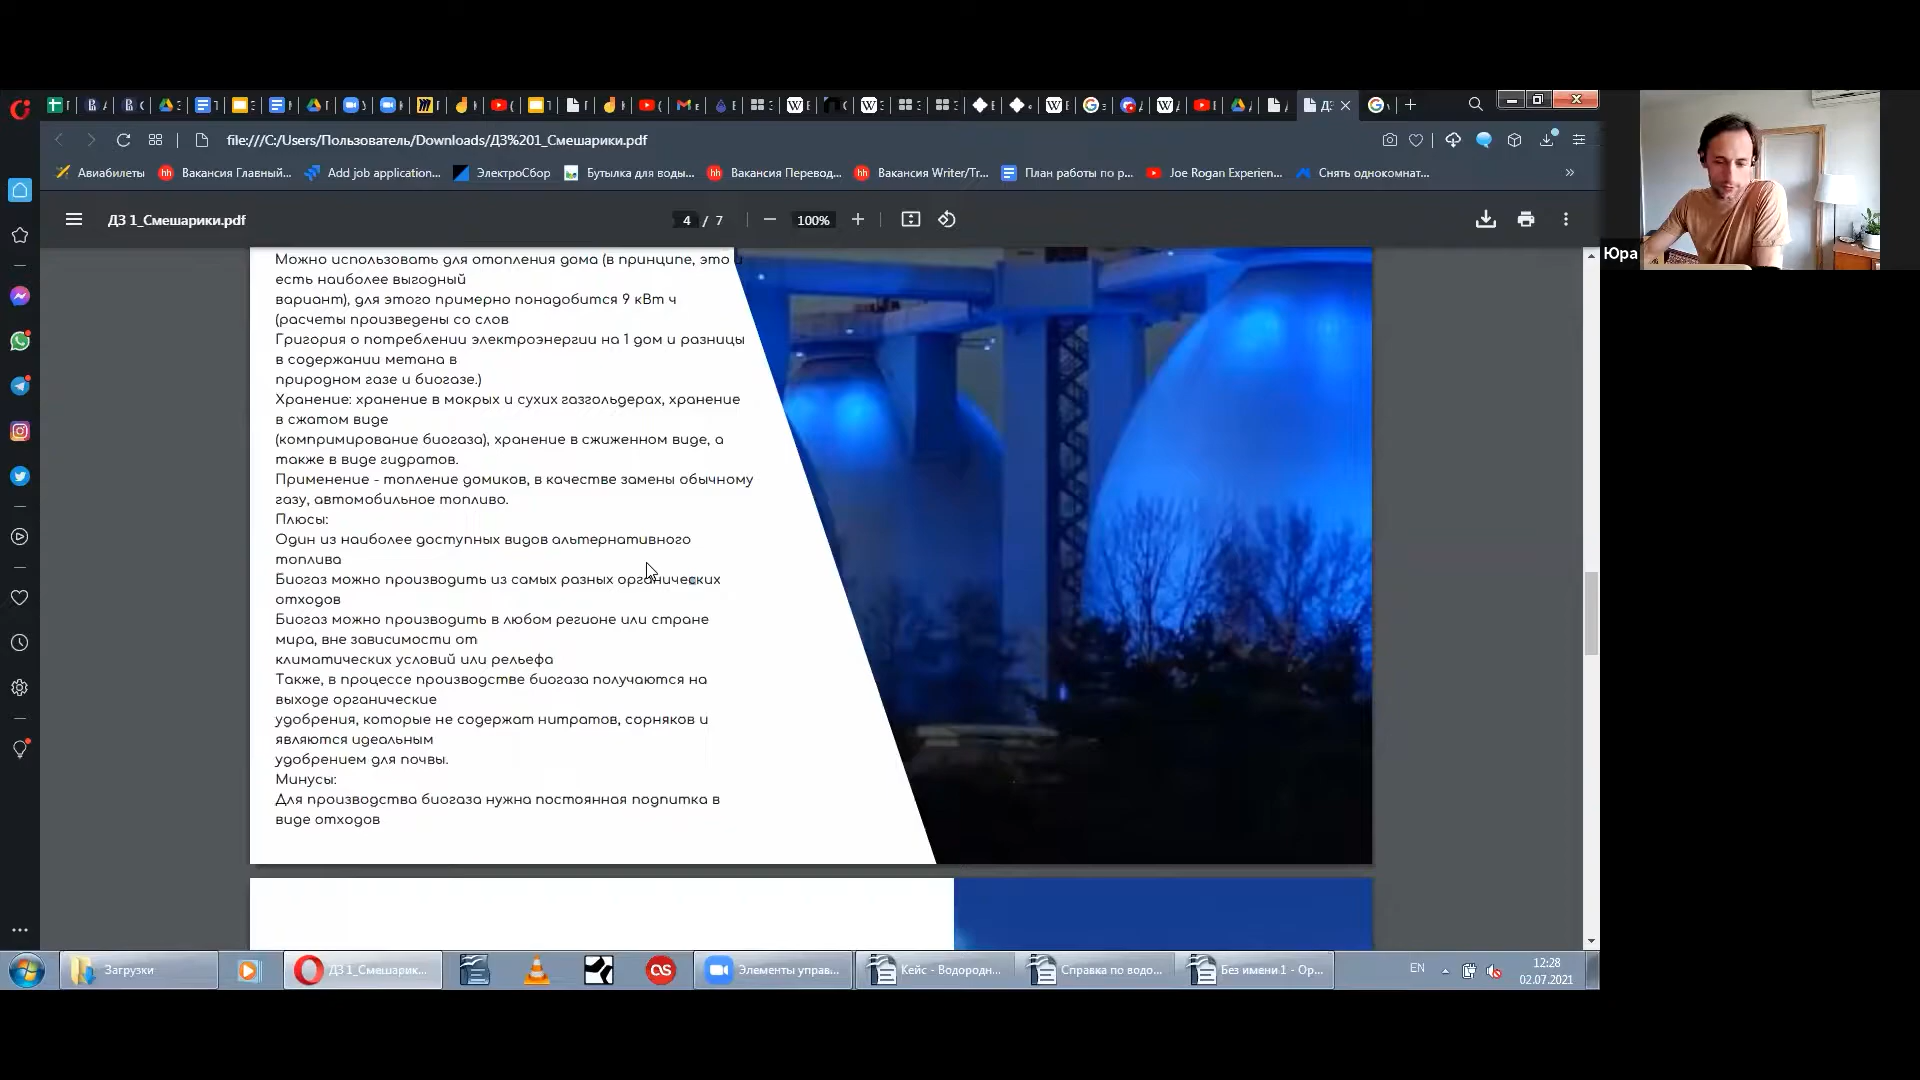 ДЗ
file:///C:/Users/Пользователь/Downloads/ДЗ%201_Смешарики.pdf
Авиабилеты
Вакансия Главный...
Add job application...
ЭлектроСбор
Бутылка для воды...
Вакансия Перевод...
Вакансия Writer/Tr...
План работы по р...
Joe Rogan Experien...
Снять однокомнат...
ДЗ 1_Смешарики.pdf
4 / 7
100%
Юра
Можно использовать для отопления дома (в принципе, это и
есть наиболее выгодный
вариант), для этого примерно понадобится 9 кВт ч
(расчеты произведены со слов
Григория о потреблении электроэнергии на 1 дом и разницы
в содержании метана в
природном газе и биогазе.)
Хранение: хранение в мокрых и сухих газгольдерах, хранение
в сжатом виде
(компримирование биогаза), хранение в сжиженном виде, а
также в виде гидратов.
Применение - топление домиков, в качестве замены обычному
газу, автомобильное топливо.
Плюсы:
Один из наиболее доступных видов альтернативного
топлива
Биогаз можно производить из самых разных органических
отходов
Биогаз можно производить в любом регионе или стране
мира, вне зависимости от
климатических условий или рельефа
Также, в процессе производстве биогаза получаются на
выходе органические
удобрения, которые не содержат нитратов, сорняков и
являются идеальным
удобрением для почвы.
Минусы:
Для производства биогаза нужна постоянная подпитка в
виде отходов
Загрузки
ДЗ 1_Смешарик...
Элементы управ...
Кейс - Водородн...
Справка по водо...
Без имени 1 - Op...
EN
12:28
02.07.2021